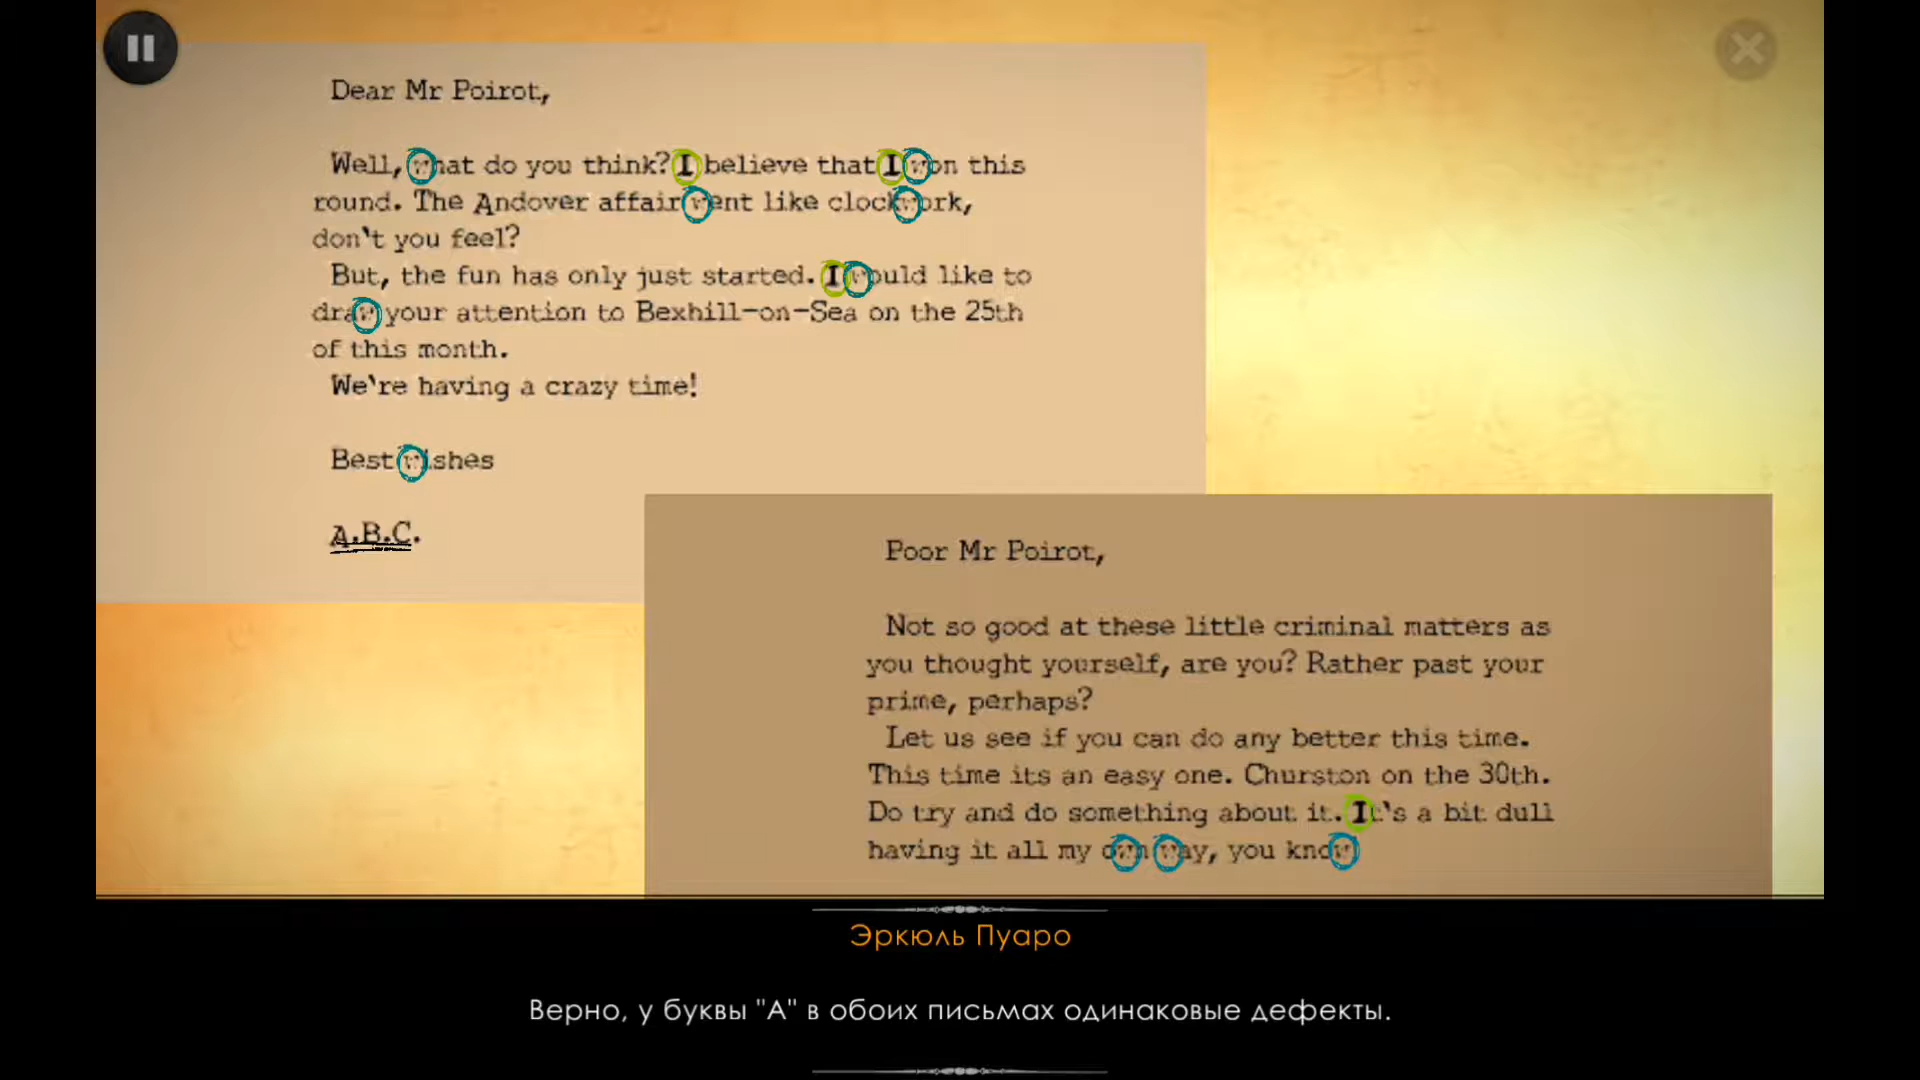 Dear Mr Poirot,
Well, what do you think? I believe that I won this
round. The Andover affair went like clockwork,
don't you feel?
But, the fun has only just started. I would like to
draw your attention to Bexhill-on-Sea on the 25th
of this month.
We're having a crazy time!
Best wishes
A.B.C.
Poor Mr Poirot,
Not so good at these little criminal matters as
you thought yourself, are you? Rather past your
prime, perhaps?
Let us see if you can do any better this time.
This time its an easy one. Churston on the 30th.
Do try and do something about it. It's a bit dull
having it all my own way, you know
Эркюль Пуаро
Верно, у буквы "А" в обоих письмах одинаковые дефекты.